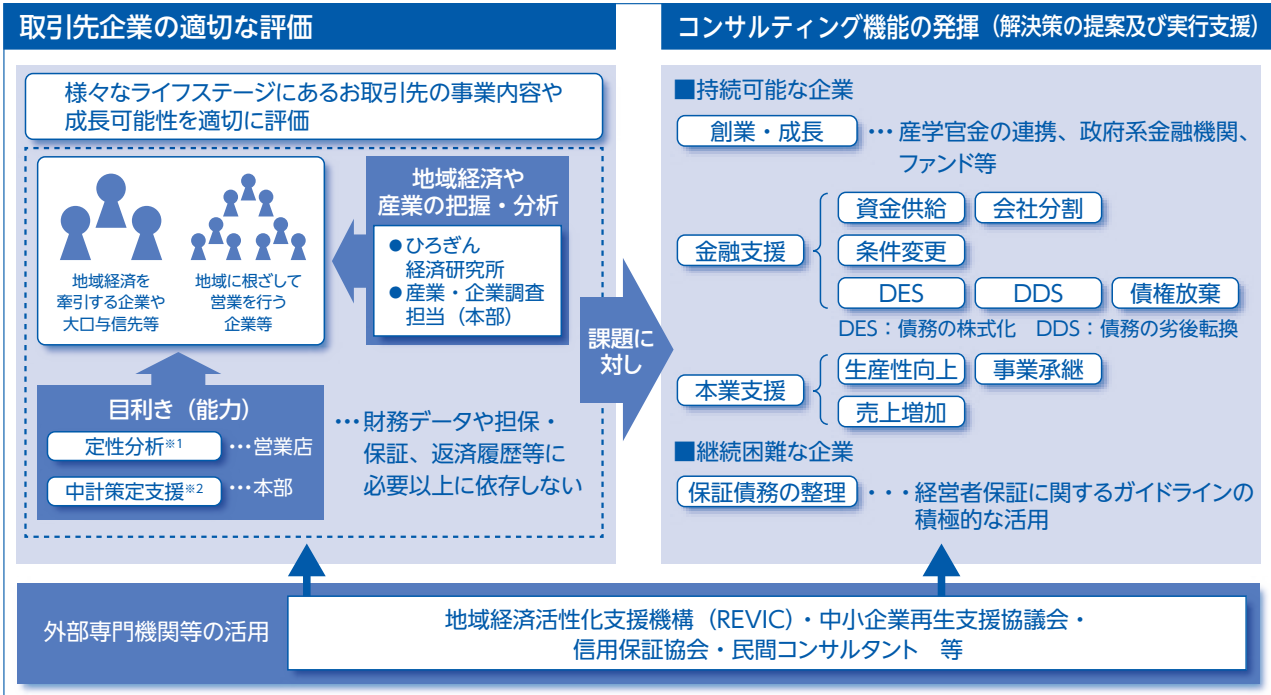 取引先企業の適切な評価
様々なライフステージにあるお取引先の事業内容や
成長可能性を適切に評価
地域経済を
牽引する企業や
大口与信先等
地域に根ざして
営業を行う
企業等
地域経済や
産業の把握・分析
●ひろぎん
経済研究所
●産業・企業調査
担当（本部）
目利き（能力）
定性分析※1 …営業店
中計策定支援※2 …本部
…財務データや担保・
保証、返済履歴等に
必要以上に依存しない
課題に
対し
コンサルティング機能の発揮（解決策の提案及び実行支援）
■持続可能な企業
創業・成長 … 産学官金の連携、政府系金融機関、
ファンド等
金融支援
資金供給 会社分割
条件変更
DES DDS 債権放棄
DES：債務の株式化 DDS：債務の劣後転換
本業支援
生産性向上 事業承継
売上増加
■継続困難な企業
保証債務の整理 ・・・経営者保証に関するガイドラインの
積極的な活用
外部専門機関等の活用
地域経済活性化支援機構（REVIC）・中小企業再生支援協議会・
信用保証協会・民間コンサルタント 等